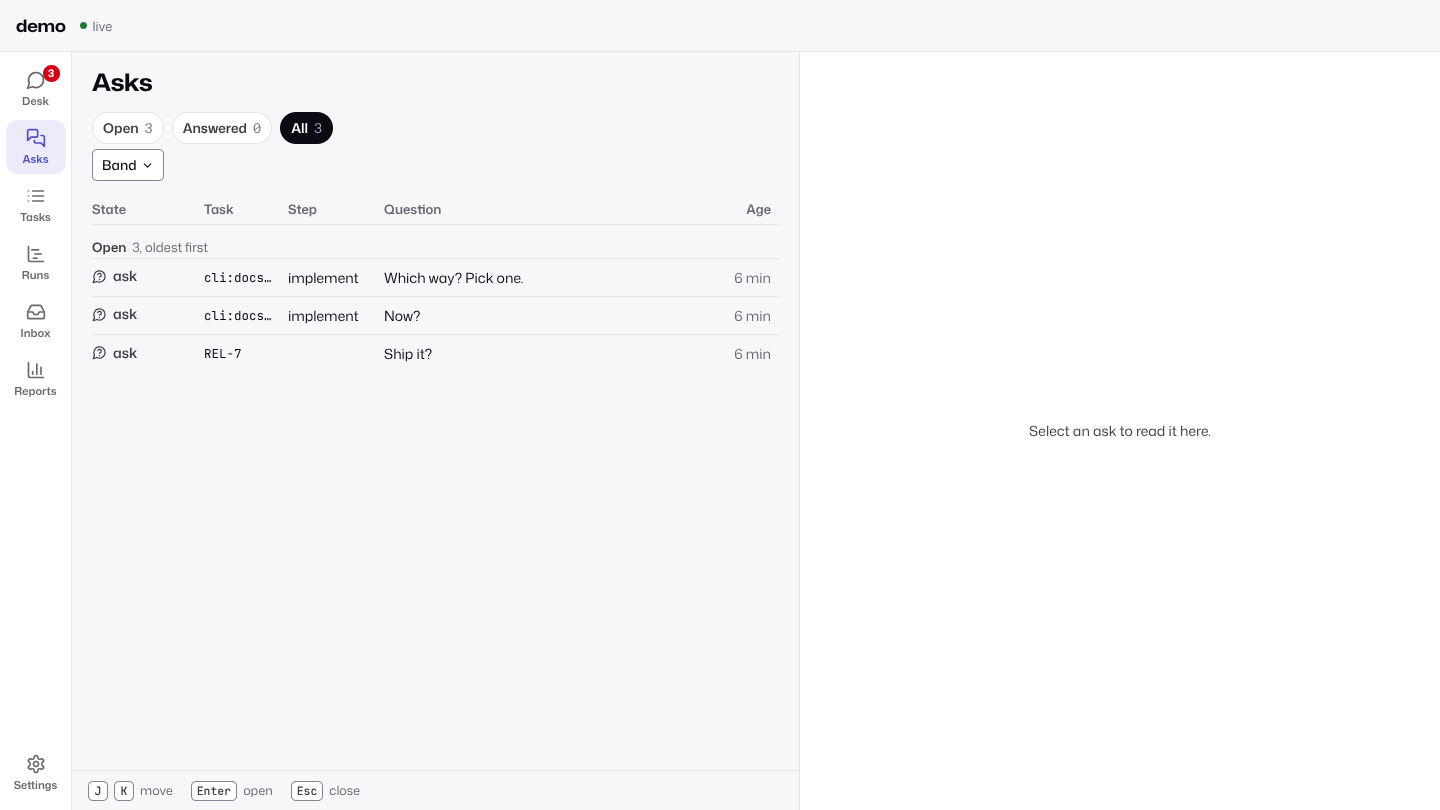 demo live
3
Desk
Asks
Tasks
Runs
Inbox
Reports
Settings
Asks
Open 3 Answered 0 All 3
Band
State Task Step Question Age
Open 3, oldest first
ask cli:docs… implement Which way? Pick one. 6 min
ask cli:docs… implement Now? 6 min
ask REL-7 Ship it? 6 min
J K move Enter open Esc close
Select an ask to read it here.